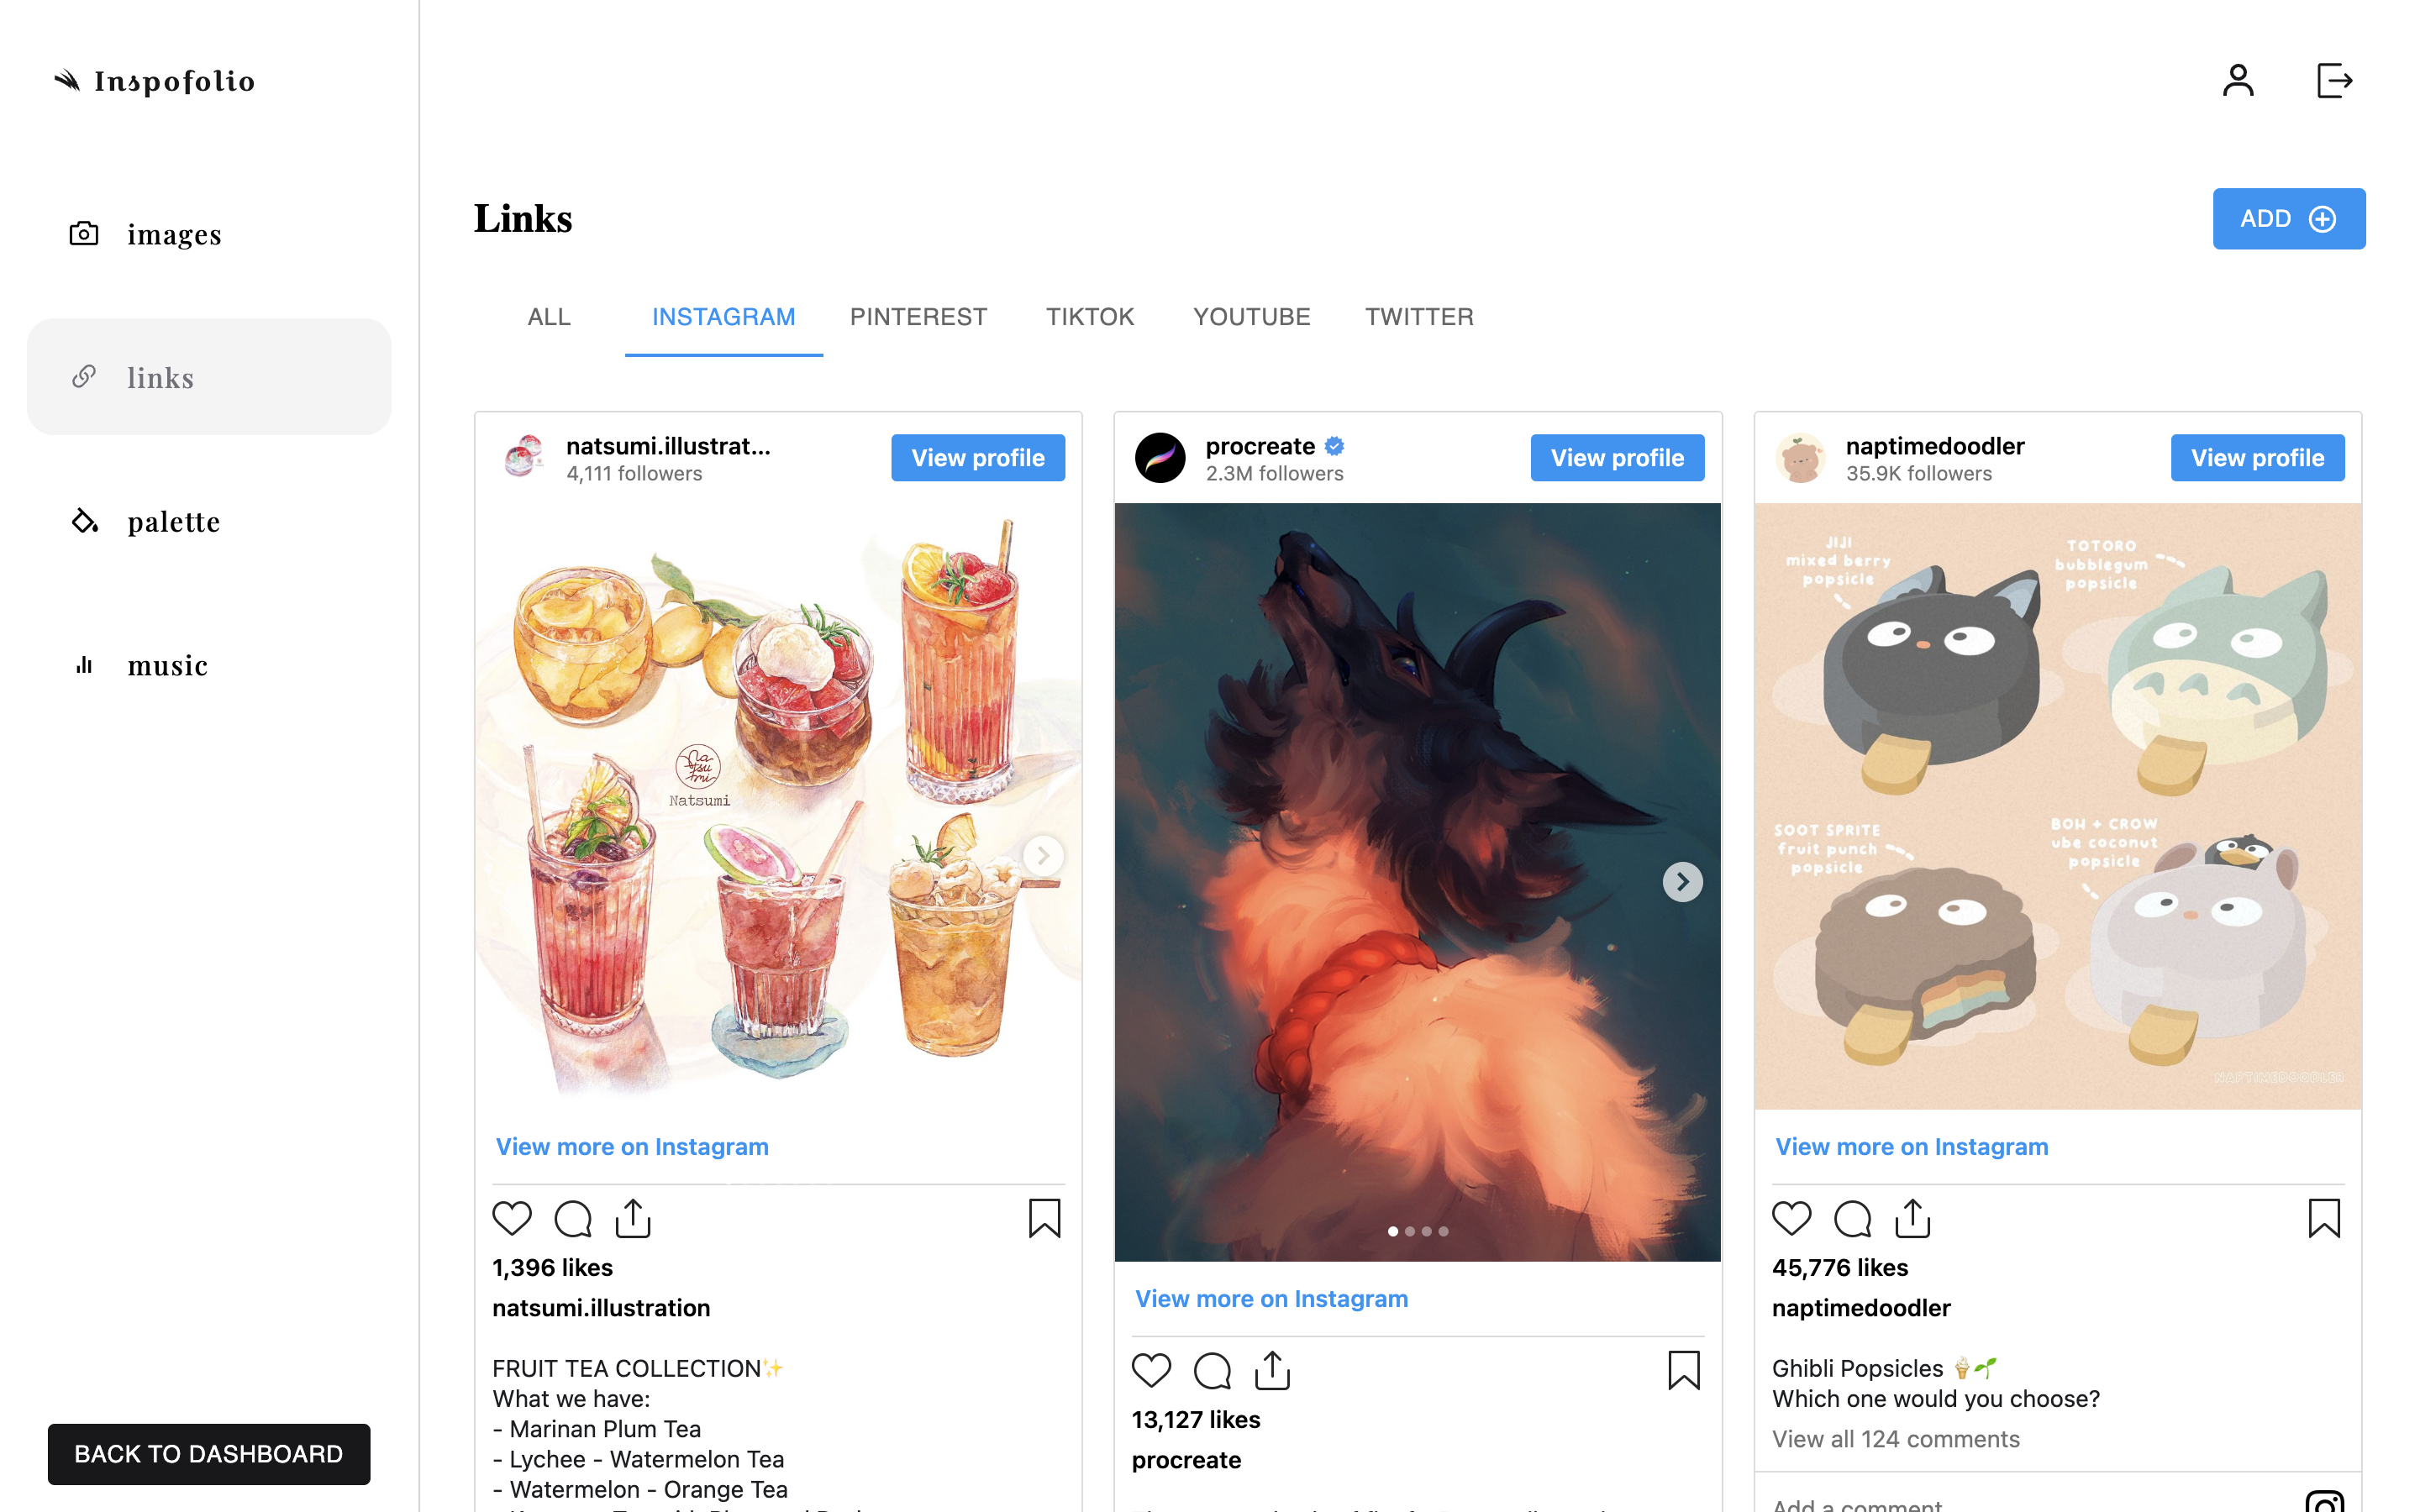 Inspofolio
images
links
palette
music
BACK TO DASHBOARD
Links
ADD
ALL
INSTAGRAM
PINTEREST
TIKTOK
YOUTUBE
TWITTER
natsumi.illustrat...
4,111 followers
View profile
Natsumi
View more on Instagram
1,396 likes
natsumi.illustration
FRUIT TEA COLLECTION✨
What we have:
- Marinan Plum Tea
- Lychee - Watermelon Tea
- Watermelon - Orange Tea
procreate
2.3M followers
View profile
View more on Instagram
13,127 likes
procreate
naptimedoodler
35.9K followers
View profile
JIJI
mixed berry
popsicle
TOTORO
bubblegum
popsicle
SOOT SPRITE
fruit punch
popsicle
BOH + CROW
ube coconut
popsicle
NAPTIMEDOODLER
View more on Instagram
45,776 likes
naptimedoodler
Ghibli Popsicles 🍦🌱
Which one would you choose?
View all 124 comments
Add a comment